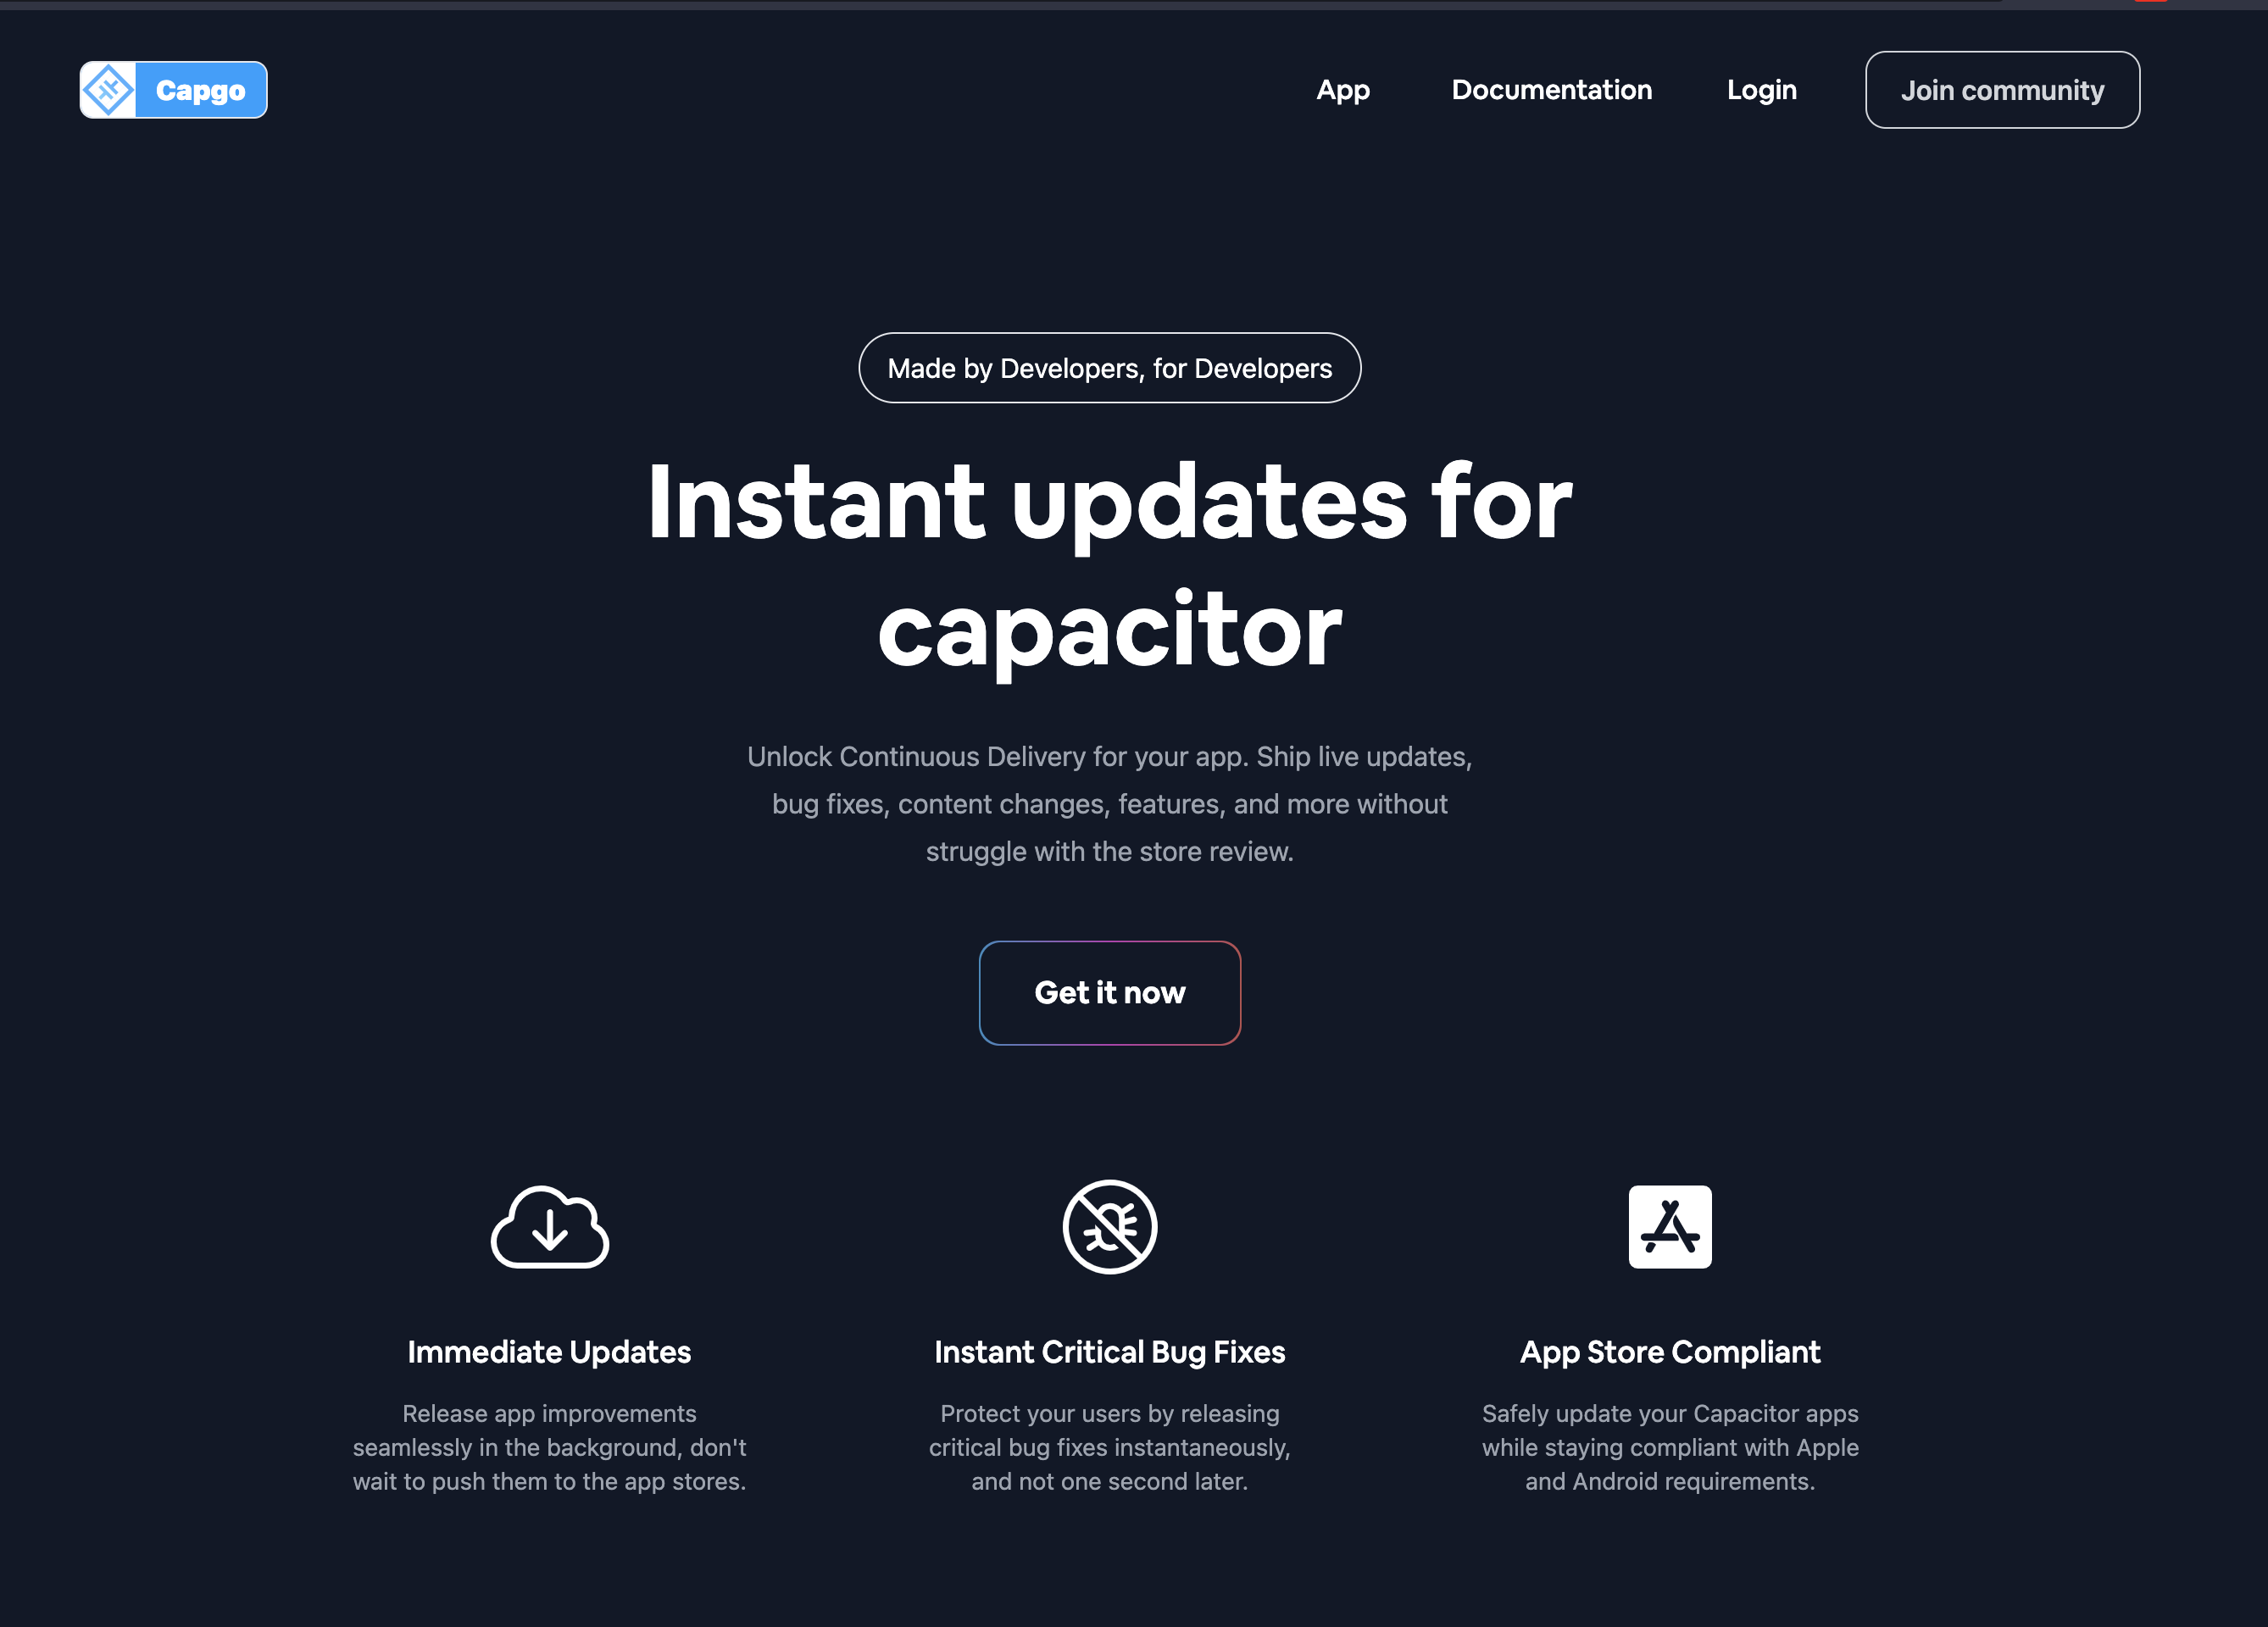 Capgo
App
Documentation
Login
Join community
Made by Developers, for Developers
Instant updates for
capacitor
Unlock Continuous Delivery for your app. Ship live updates,
bug fixes, content changes, features, and more without
struggle with the store review.
Get it now
Immediate Updates
Release app improvements
seamlessly in the background, don't
wait to push them to the app stores.
Instant Critical Bug Fixes
Protect your users by releasing
critical bug fixes instantaneously,
and not one second later.
App Store Compliant
Safely update your Capacitor apps
while staying compliant with Apple
and Android requirements.